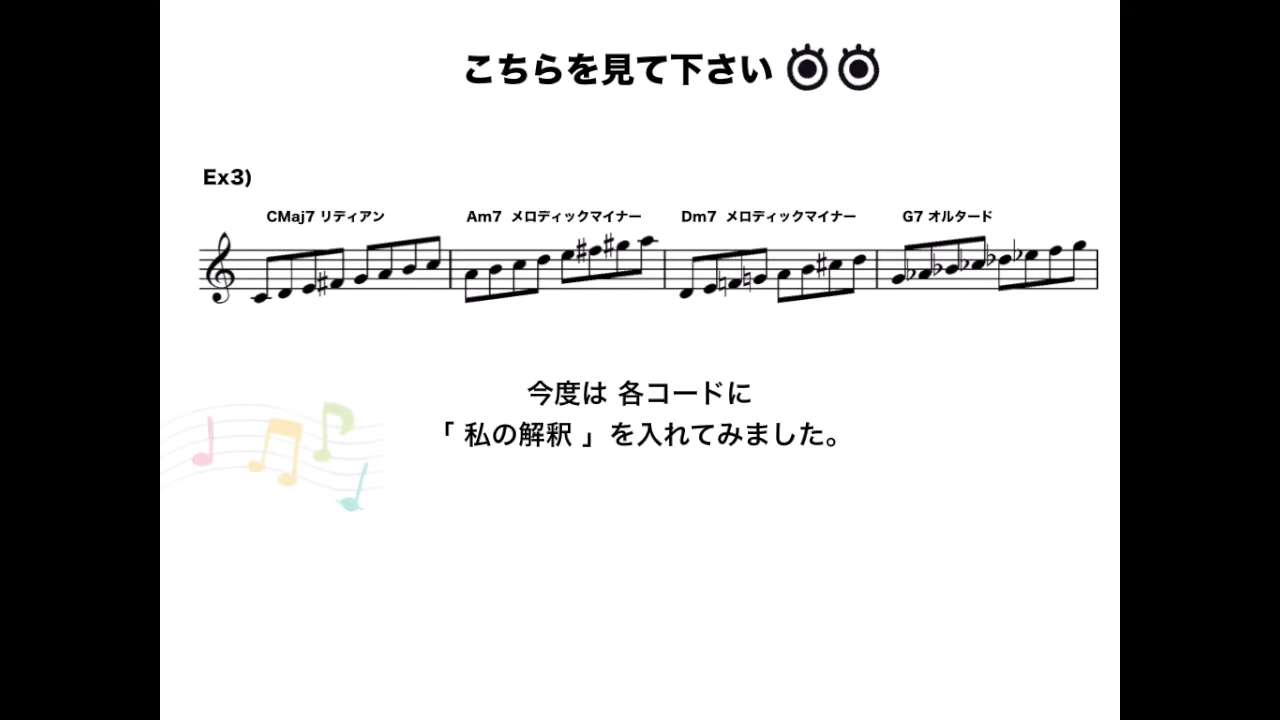 こちらを見て下さい
Ex3)
CMaj7 リディアン Am7 メロディックマイナー Dm7 メロディックマイナー G7 オルタード
今度は 各コードに
「 私の解釈 」を入れてみました。